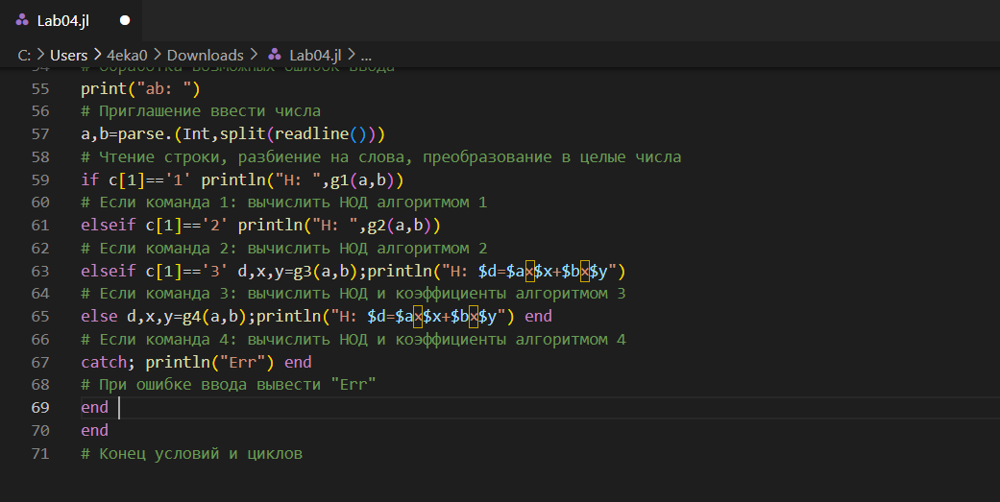 Lab04.jl
C: > Users > 4eka0 > Downloads > Lab04.jl > ...
54 # Обработка возможных ошибок ввода
55 print("ab: ")
56 # Приглашение ввести числа
57 a,b=parse.(Int,split(readline()))
58 # Чтение строки, разбиение на слова, преобразование в целые числа
59 if c[1]=='1' println("Н: ",g1(a,b))
60 # Если команда 1: вычислить НОД алгоритмом 1
61 elseif c[1]=='2' println("Н: ",g2(a,b))
62 # Если команда 2: вычислить НОД алгоритмом 2
63 elseif c[1]=='3' d,x,y=g3(a,b);println("Н: $d=$a×$x+$b×$y")
64 # Если команда 3: вычислить НОД и коэффициенты алгоритмом 3
65 else d,x,y=g4(a,b);println("Н: $d=$a×$x+$b×$y") end
66 # Если команда 4: вычислить НОД и коэффициенты алгоритмом 4
67 catch; println("Err") end
68 # При ошибке ввода вывести "Err"
69 end
70 end
71 # Конец условий и циклов